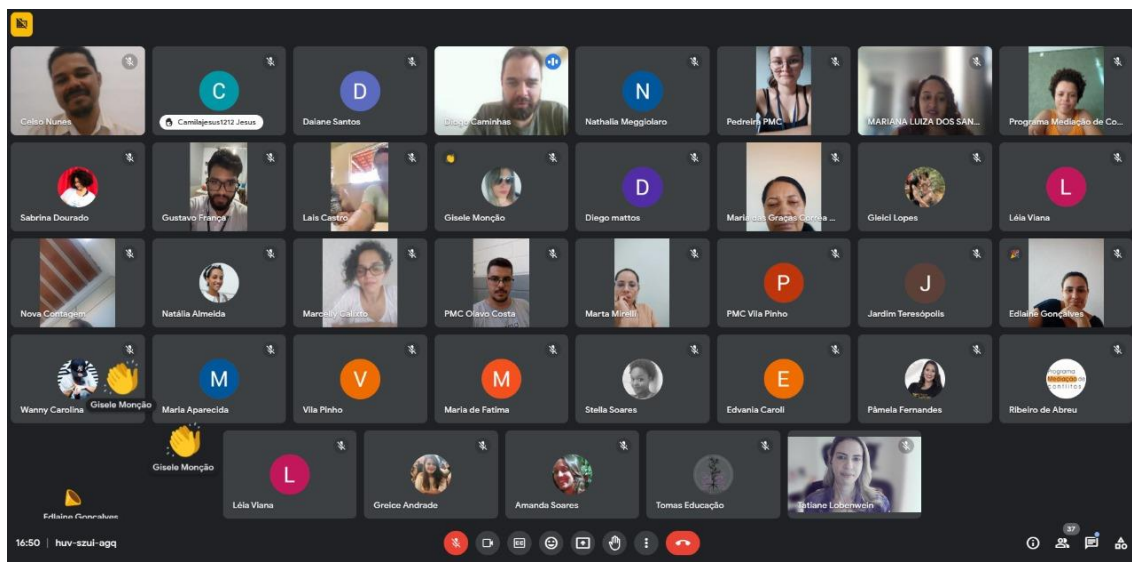 Celso Nunes
C
Camilajesus1212 Jesus
D
Daiane Santos
Diogo Caminhas
N
Nathalia Meggiolaro
Pedreira PMC
MARIANA LUIZA DOS SAN...
Programa Mediação de Co...
Sabrina Dourado
Gustavo França
Lais Castro
Gisele Monção
D
Diego mattos
Maria das Graças Correa ...
Gleici Lopes
L
Léia Viana
Nova Contagem
Natália Almeida
Marcelly Calixto
PMC Olavo Costa
Marta Mirelli
P
PMC Vila Pinho
J
Jardim Teresópolis
Edlaine Gonçalves
Wanny Carolina
Gisele Monção
M
Maria Aparecida
V
Vila Pinho
M
Maria de Fatima
Stella Soares
E
Edvania Caroli
Pâmela Fernandes
Programa
Mediação de
Conflitos
Ribeiro de Abreu
Gisele Monção
Edlaine Gonçalves
L
Léia Viana
Greice Andrade
Amanda Soares
Tomas Educação
Tatiane Lobenwein
16:50 | huv-szui-agq
37